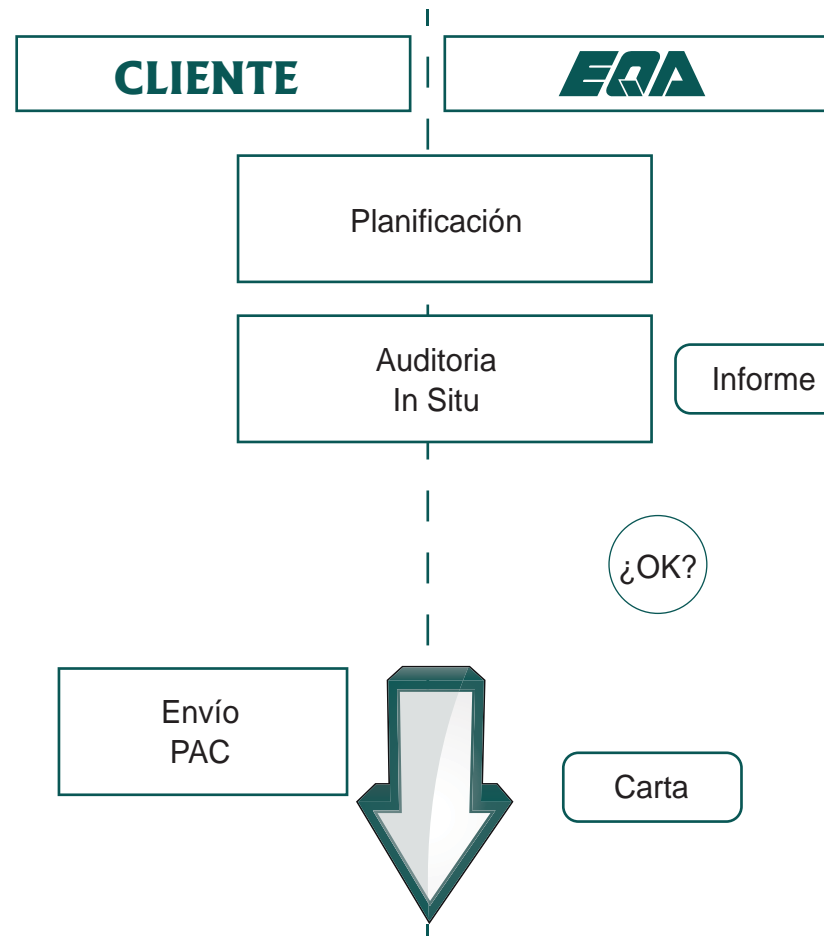 CLIENTE
EQA
Planificación
Auditoria
In Situ
Informe
¿OK?
Envío
PAC
Carta